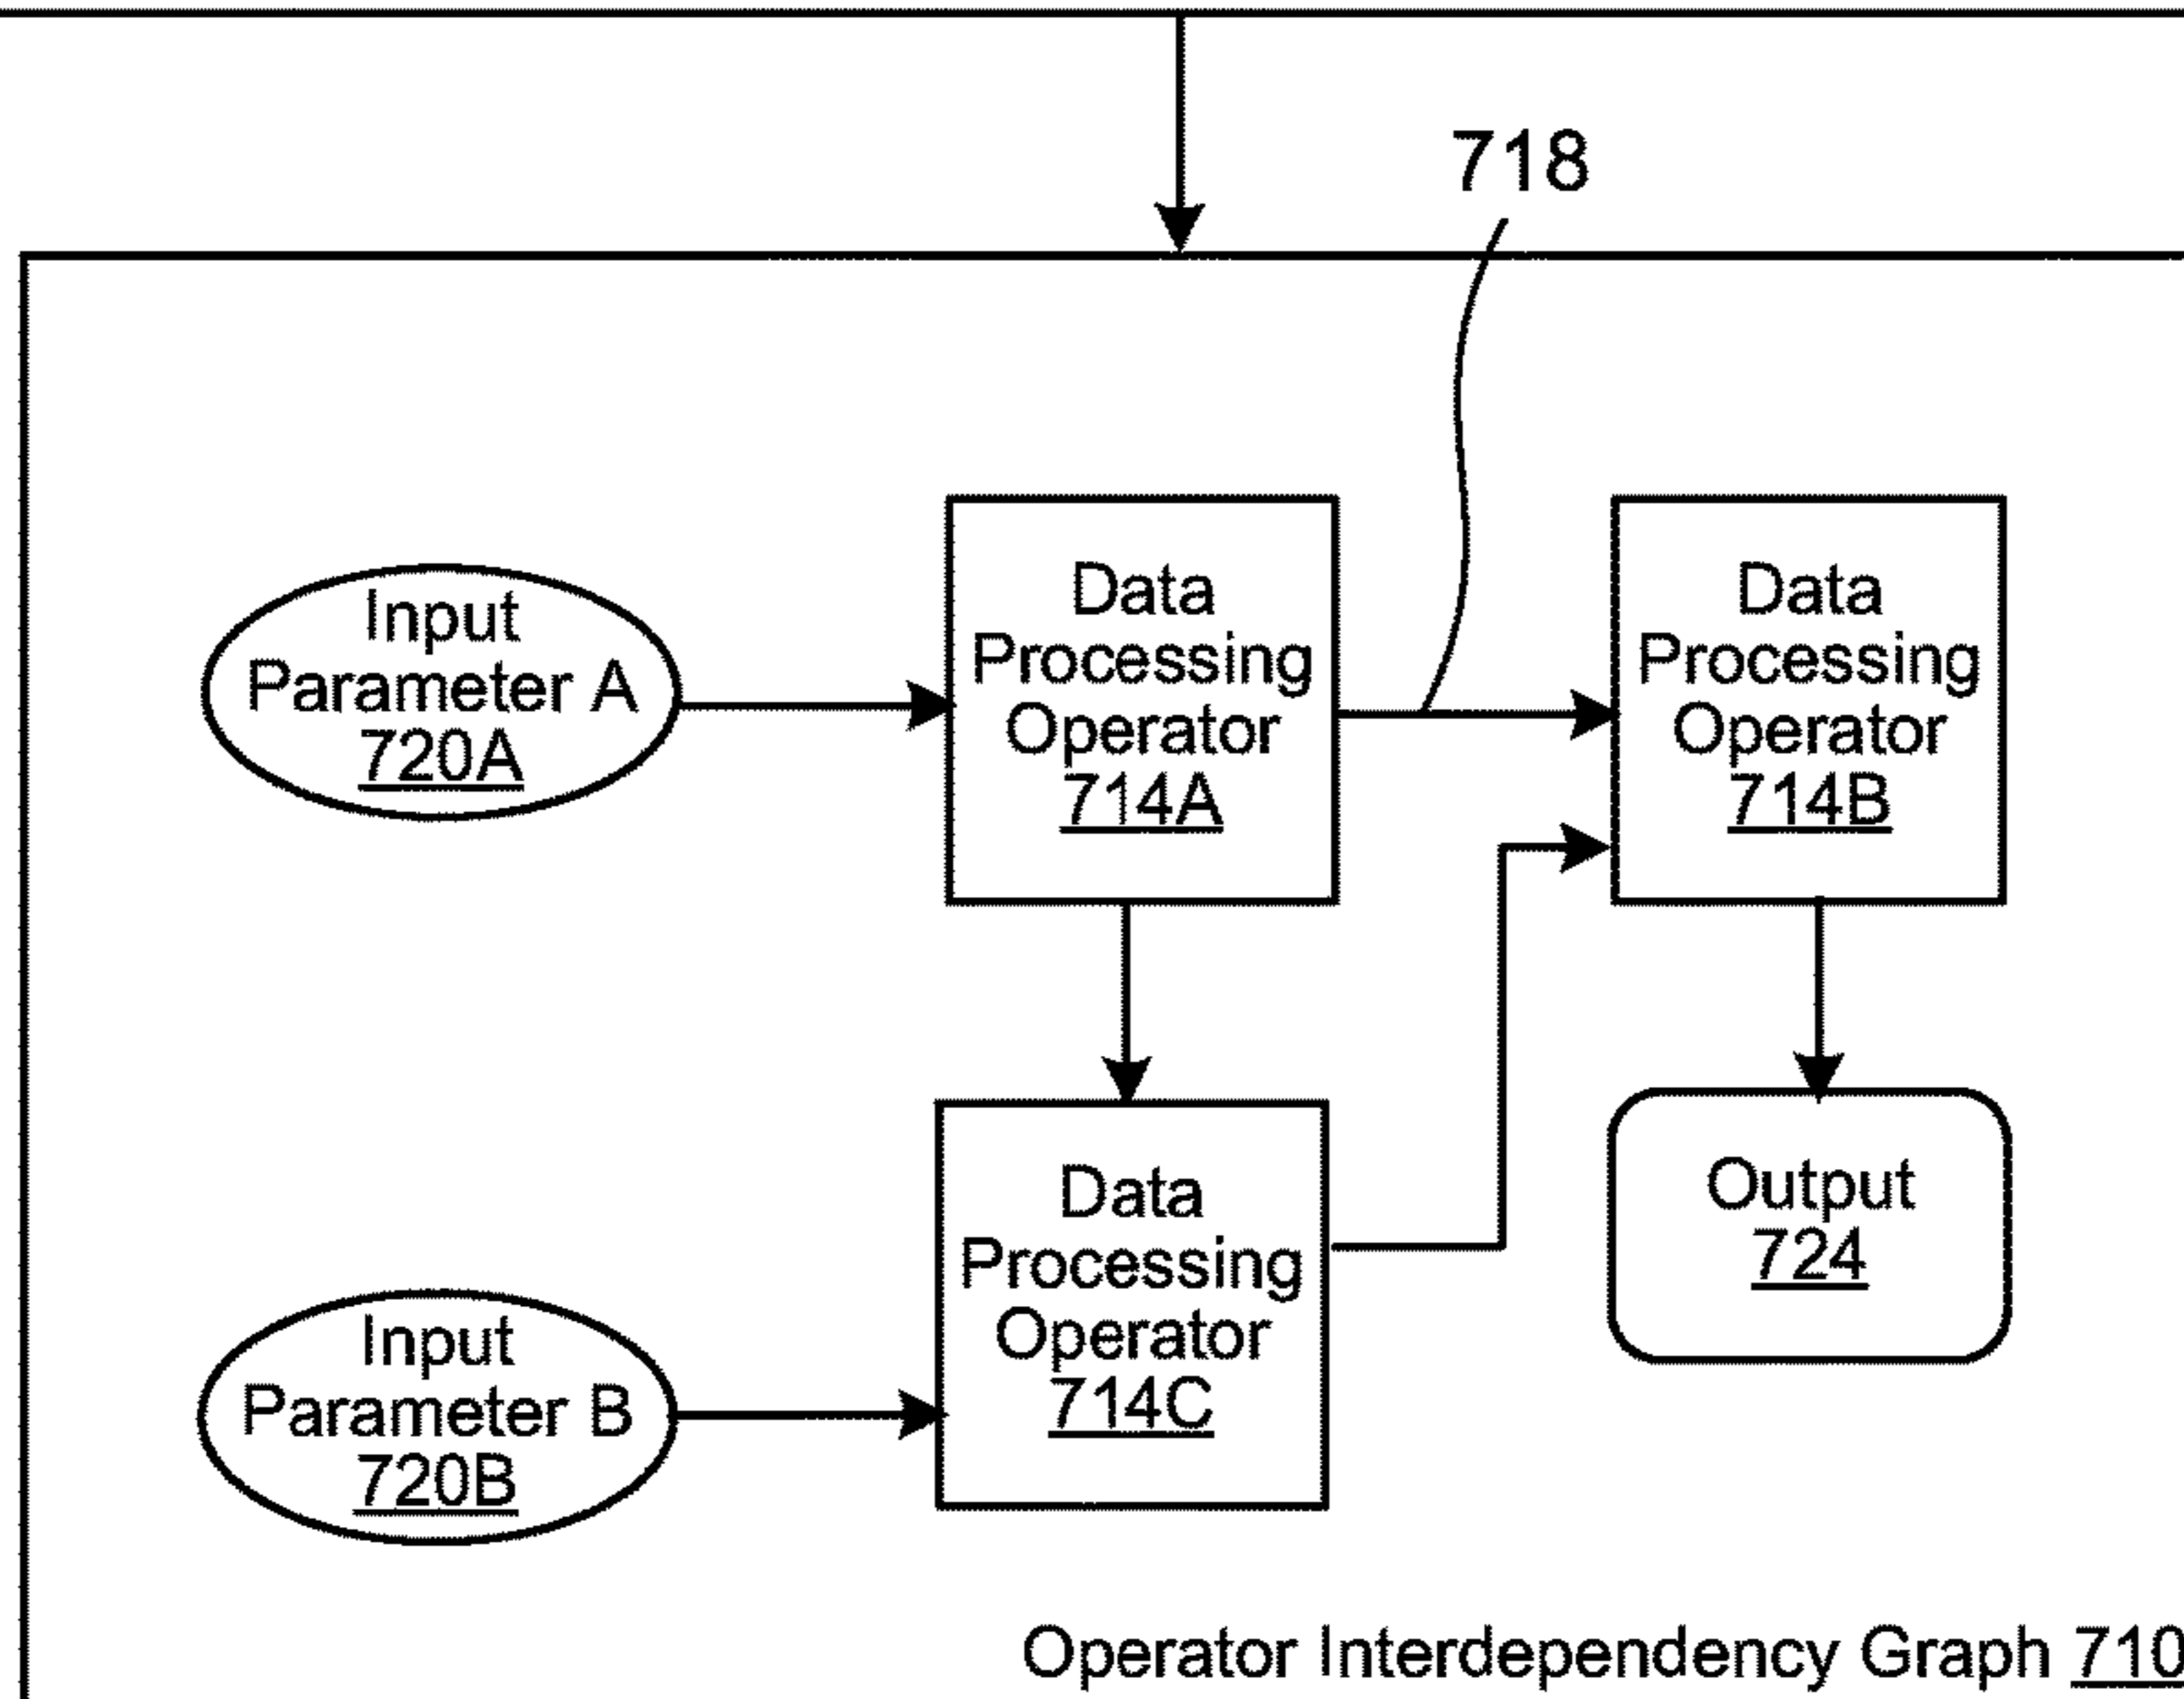 718
Input
Parameter A
720A
Data
Processing
Operator
714A
Data
Processing
Operator
714B
Input
Parameter B
720B
Data
Processing
Operator
714C
Output
724
Operator Interdependency Graph 710